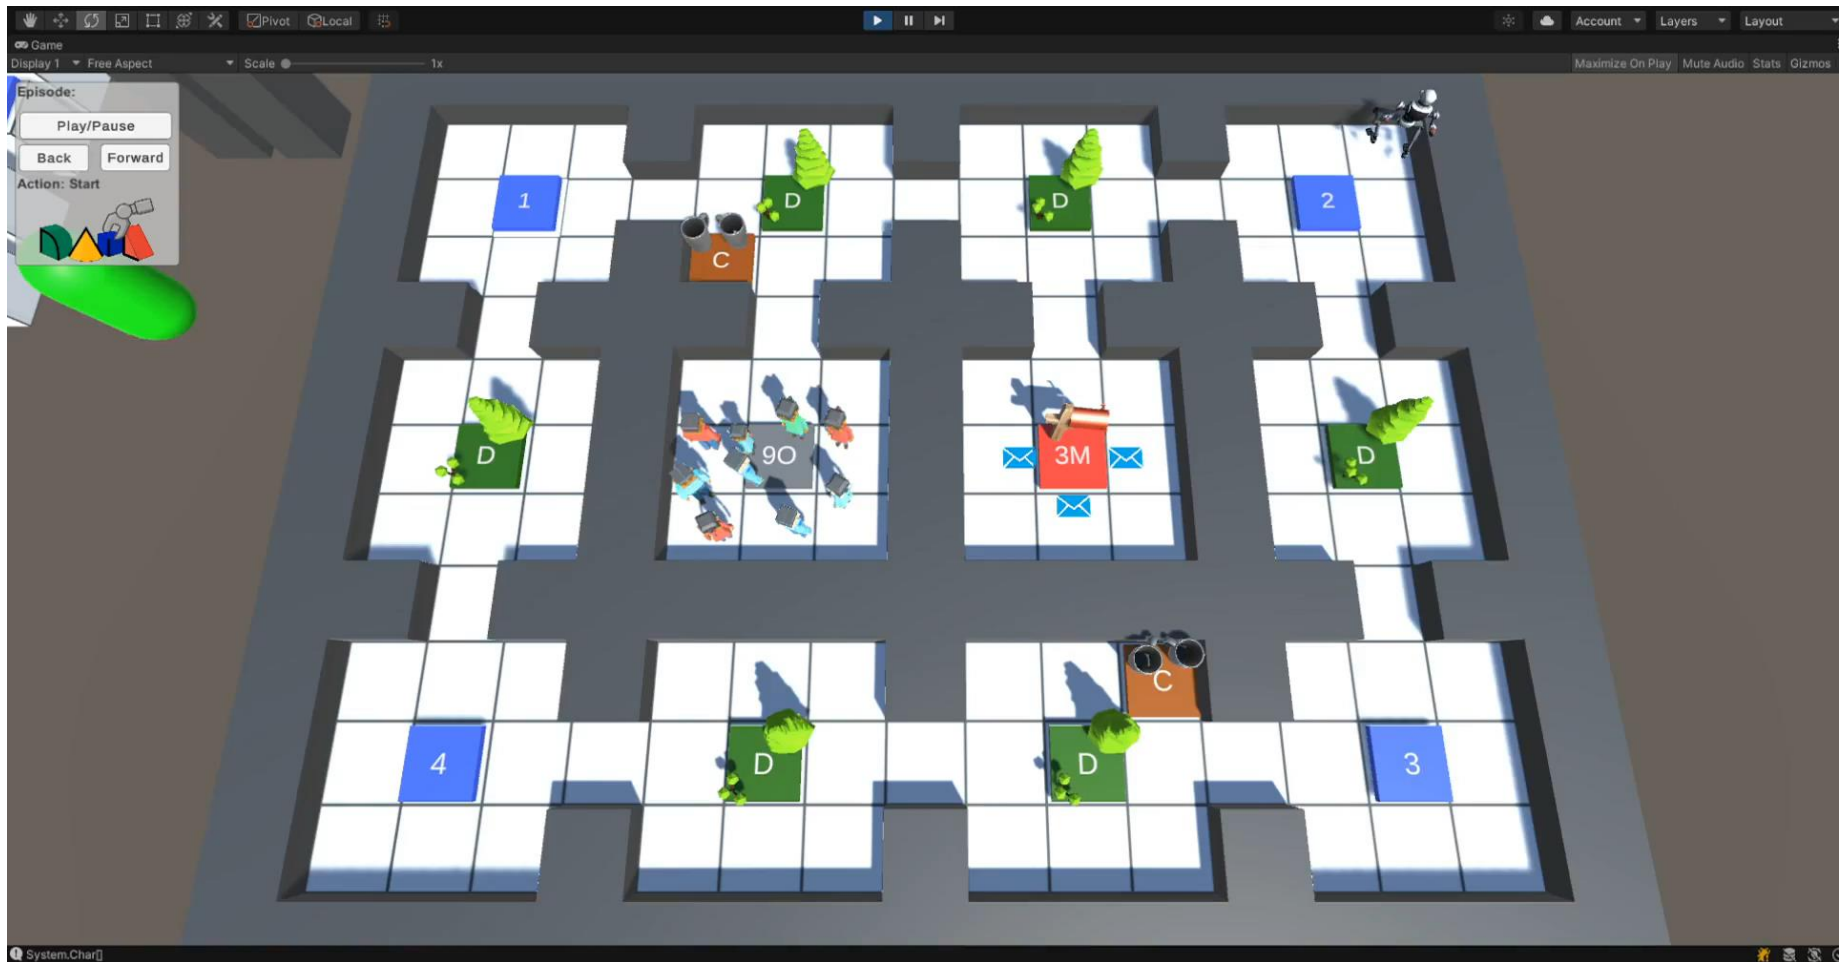 Pivot Local Account Layers Layout
Game
Display 1 Free Aspect Scale 1x Maximize On Play Mute Audio Stats Gizmos
Episode:
Play/Pause
Back Forward
Action: Start
1 D D 2
C
D 9O 3M D
C
4 D D 3
System.Char[]